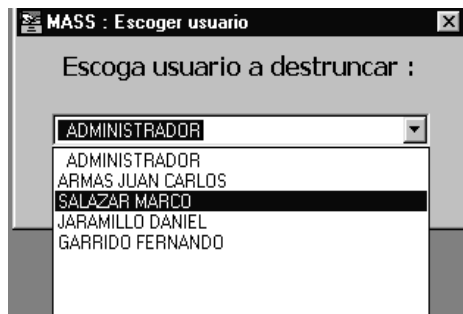 MASS : Escoger usuario
Escoga usuario a destruncar :
ADMINISTRADOR
ADMINISTRADOR
ARMAS JUAN CARLOS
SALAZAR MARCO
JARAMILLO DANIEL
GARRIDO FERNANDO